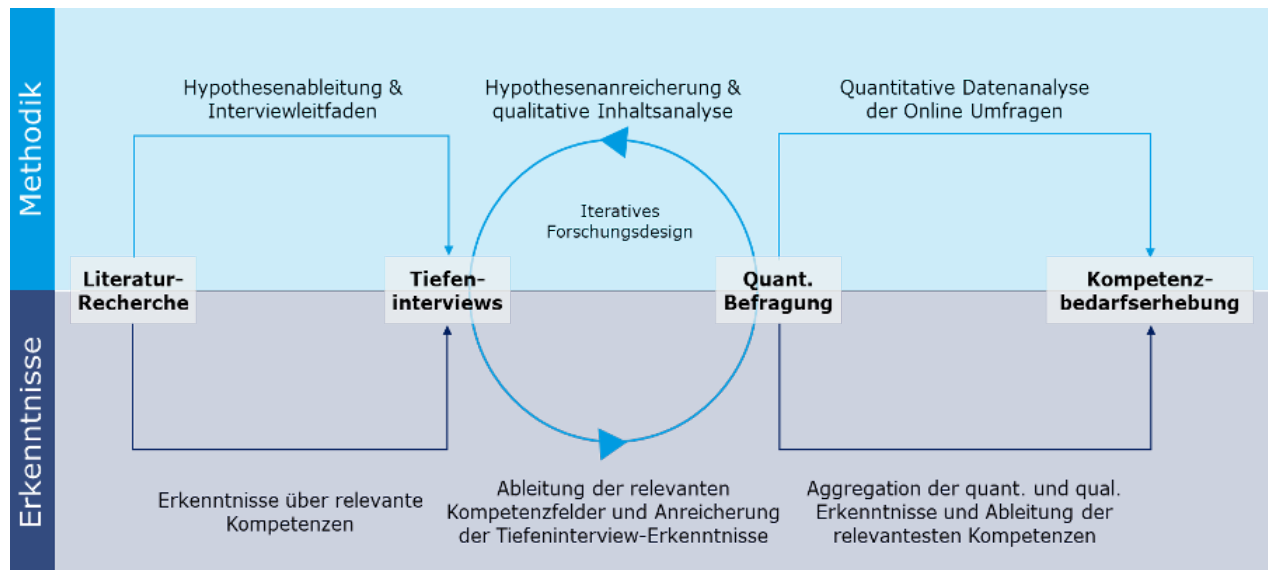 Methodik
Hypothesenableitung &
Interviewleitfaden
Hypothesenanreicherung &
qualitative Inhaltsanalyse
Quantitative Datenanalyse
der Online Umfragen
Iteratives
Forschungsdesign
Literatur-
Recherche
Tiefen-
interviews
Quant.
Befragung
Kompetenz-
bedarfserhebung
Erkenntnisse
Erkenntnisse über relevante
Kompetenzen
Ableitung der relevanten
Kompetenzfelder und Anreicherung
der Tiefeninterview-Erkenntnisse
Aggregation der quant. und qual.
Erkenntnisse und Ableitung der
relevantesten Kompetenzen